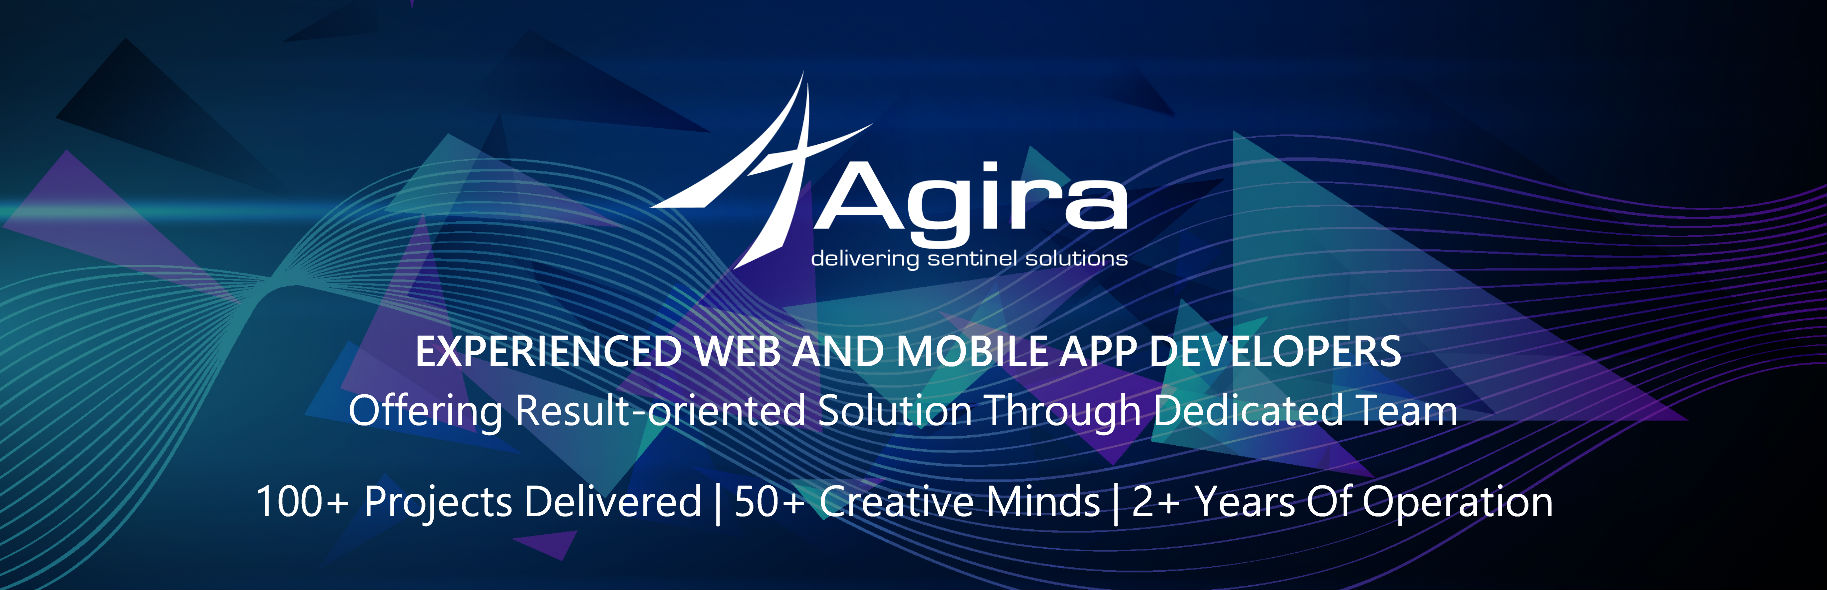 Agira
delivering sentinel solutions
EXPERIENCED WEB AND MOBILE APP DEVELOPERS
Offering Result-oriented Solution Through Dedicated Team
100+ Projects Delivered | 50+ Creative Minds | 2+ Years Of Operation